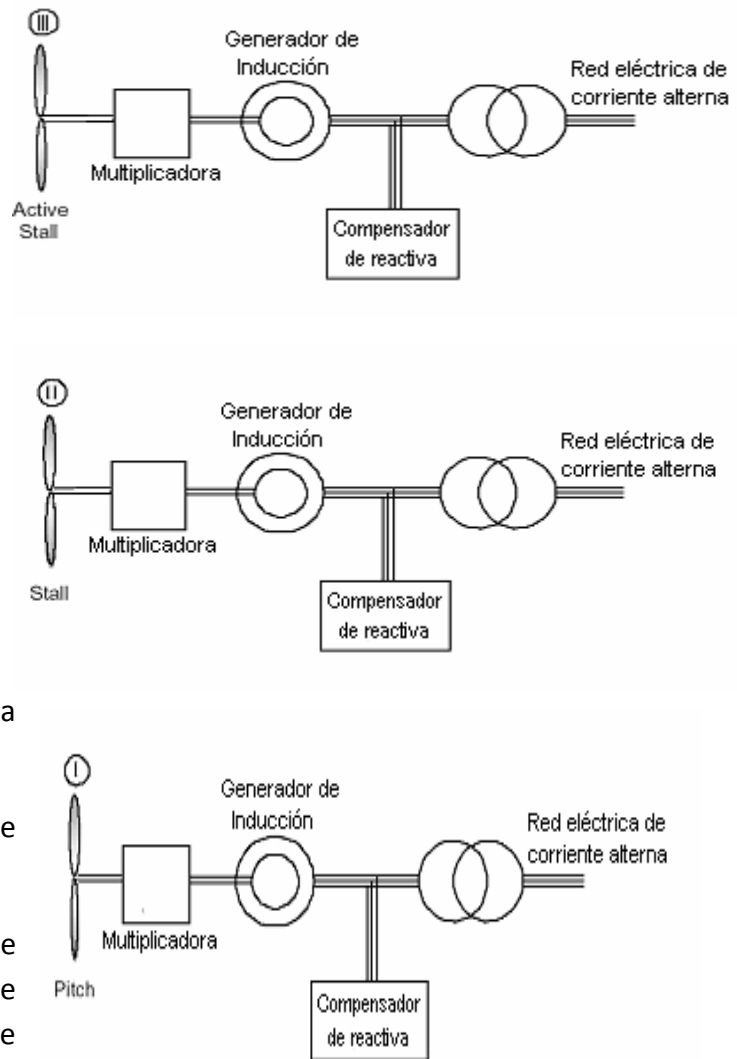 III
Generador de
Inducción
Red eléctrica de
corriente alterna
Multiplicadora
Active
Stall
Compensador
de reactiva
II
Generador de
Inducción
Red eléctrica de
corriente alterna
Multiplicadora
Stall
Compensador
de reactiva
a
I
Generador de
Inducción
Red eléctrica de
corriente alterna
e
Multiplicadora
e
Pitch
e
Compensador
de reactiva
e